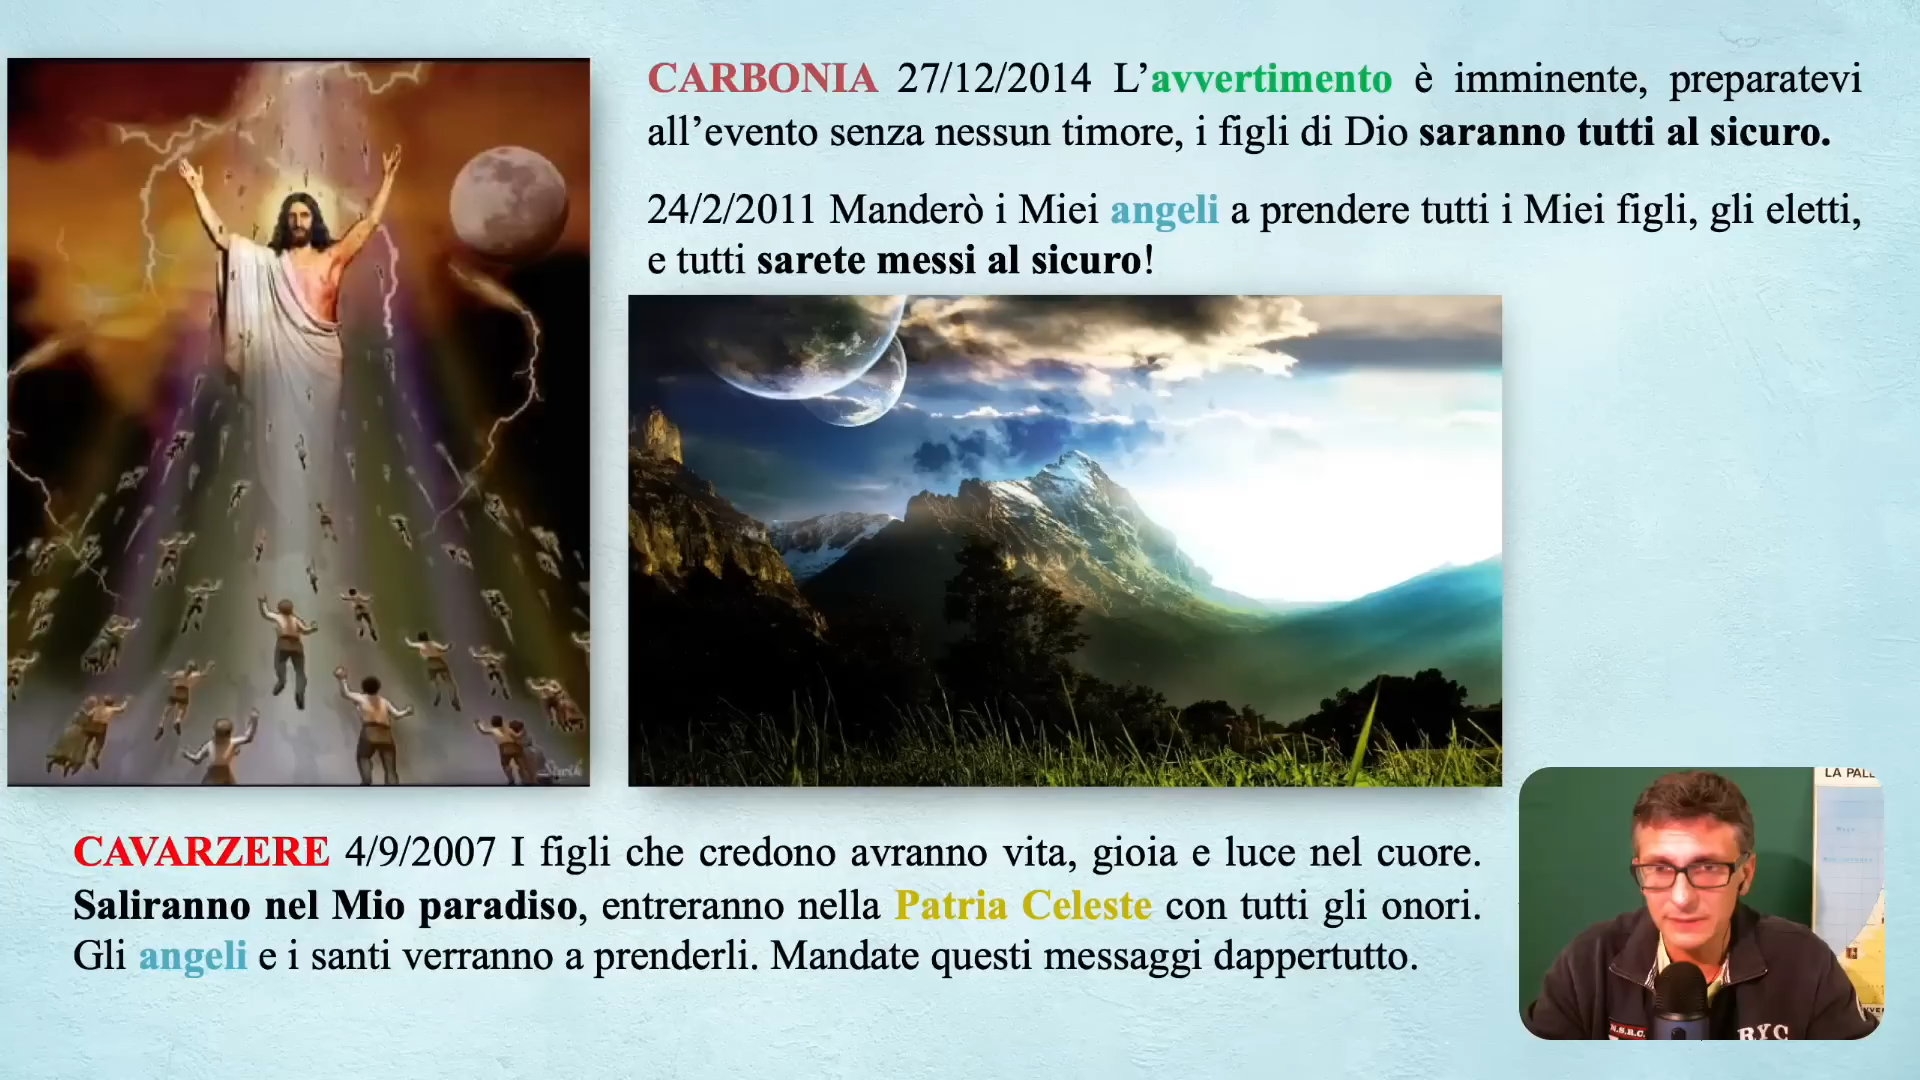 CARBONIA 27/12/2014 L’avvertimento è imminente, preparatevi
all’evento senza nessun timore, i figli di Dio saranno tutti al sicuro.
24/2/2011 Manderò i Miei angeli a prendere tutti i Miei figli, gli eletti,
e tutti sarete messi al sicuro!
CAVARZERE 4/9/2007 I figli che credono avranno vita, gioia e luce nel cuore.
Saliranno nel Mio paradiso, entreranno nella Patria Celeste con tutti gli onori.
Gli angeli e i santi verranno a prenderli. Mandate questi messaggi dappertutto.
LA PALE
N.S.R.C.
RYC